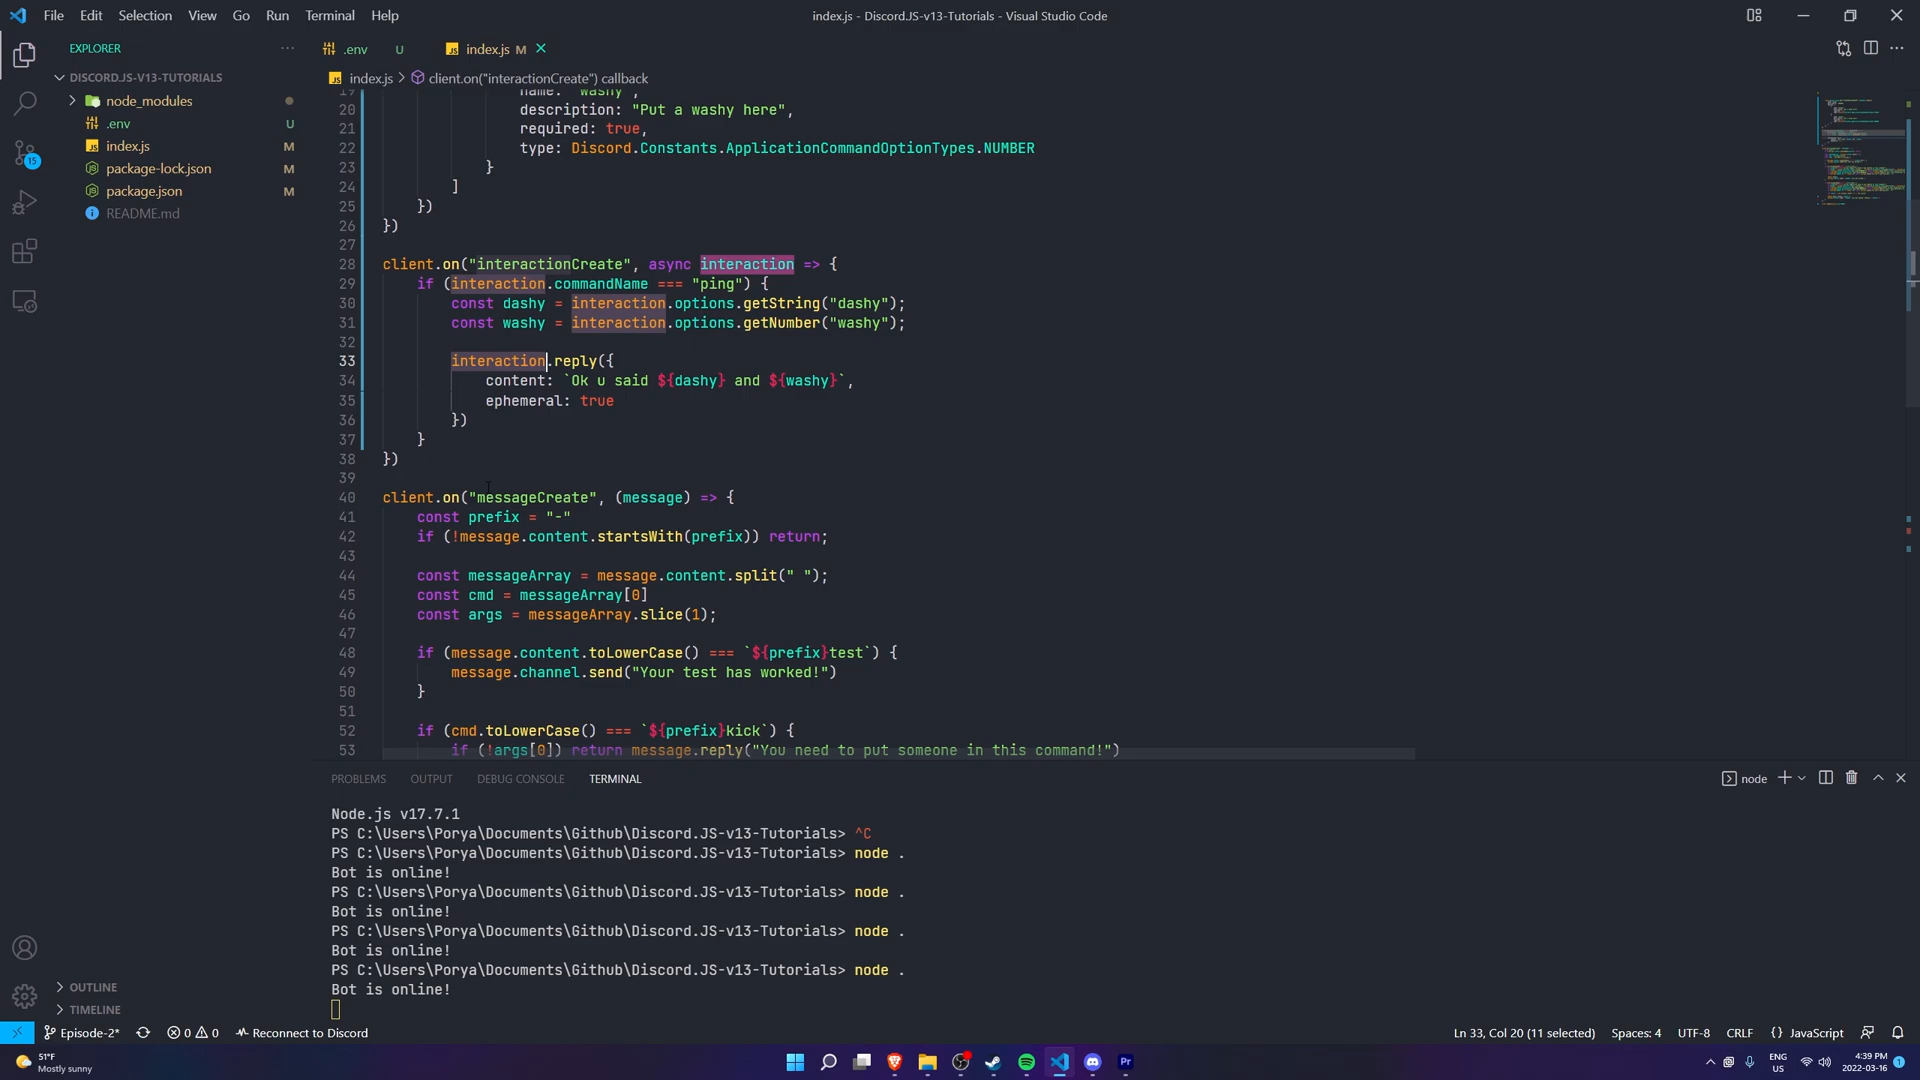 File Edit Selection View Go Run Terminal Help
index.js - Discord.JS-v13-Tutorials - Visual Studio Code
EXPLORER
DISCORD.JS-V13-TUTORIALS
node_modules
.env U
index.js M
package-lock.json M
package.json M
README.md
15
.env U
index.js M
index.js > client.on("interactionCreate") callback
19 name: "washy",
20 description: "Put a washy here",
21 required: true,
22 type: Discord.Constants.ApplicationCommandOptionTypes.NUMBER
23 }
24 ]
25 })
26 })
27
28 client.on("interactionCreate", async interaction => {
29 if (interaction.commandName === "ping") {
30 const dashy = interaction.options.getString("dashy");
31 const washy = interaction.options.getNumber("washy");
32
33 interaction.reply({
34 content: `Ok u said ${dashy} and ${washy}`,
35 ephemeral: true
36 })
37 }
38 })
39
40 client.on("messageCreate", (message) => {
41 const prefix = "-"
42 if (!message.content.startsWith(prefix)) return;
43
44 const messageArray = message.content.split(" ");
45 const cmd = messageArray[0]
46 const args = messageArray.slice(1);
47
48 if (message.content.toLowerCase() === `${prefix}test`) {
49 message.channel.send("Your test has worked!")
50 }
51
52 if (cmd.toLowerCase() === `${prefix}kick`) {
53 if (!args[0]) return message.reply("You need to put someone in this command!")
PROBLEMS OUTPUT DEBUG CONSOLE TERMINAL
node
Node.js v17.7.1
PS C:\Users\Porya\Documents\Github\Discord.JS-v13-Tutorials> ^C
PS C:\Users\Porya\Documents\Github\Discord.JS-v13-Tutorials> node .
Bot is online!
PS C:\Users\Porya\Documents\Github\Discord.JS-v13-Tutorials> node .
Bot is online!
PS C:\Users\Porya\Documents\Github\Discord.JS-v13-Tutorials> node .
Bot is online!
PS C:\Users\Porya\Documents\Github\Discord.JS-v13-Tutorials> node .
Bot is online!
OUTLINE
TIMELINE
Episode-2* 0 0 Reconnect to Discord
Ln 33, Col 20 (11 selected) Spaces: 4 UTF-8 CRLF {} JavaScript
51°F
Mostly sunny
Pr
ENG
US
4:39 PM
2022-03-16
1